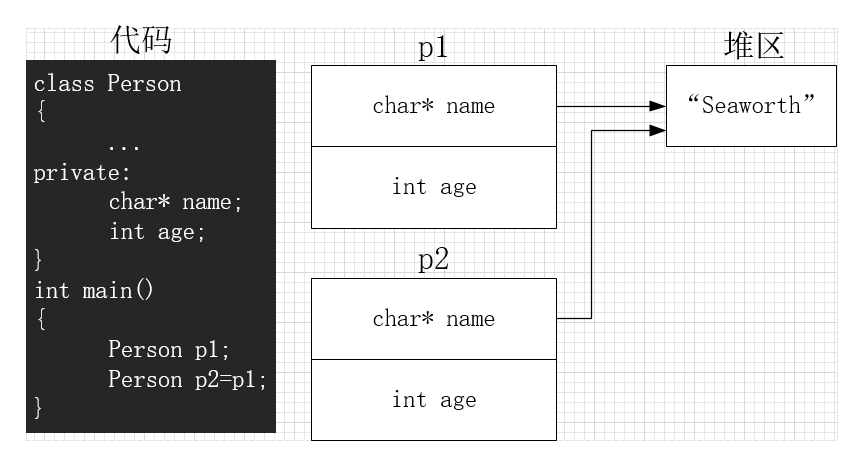 代码
class Person
{
...
private:
char* name;
int age;
}
int main()
{
Person p1;
Person p2=p1;
}
p1
char* name
int age
p2
char* name
int age
堆区
“Seaworth”